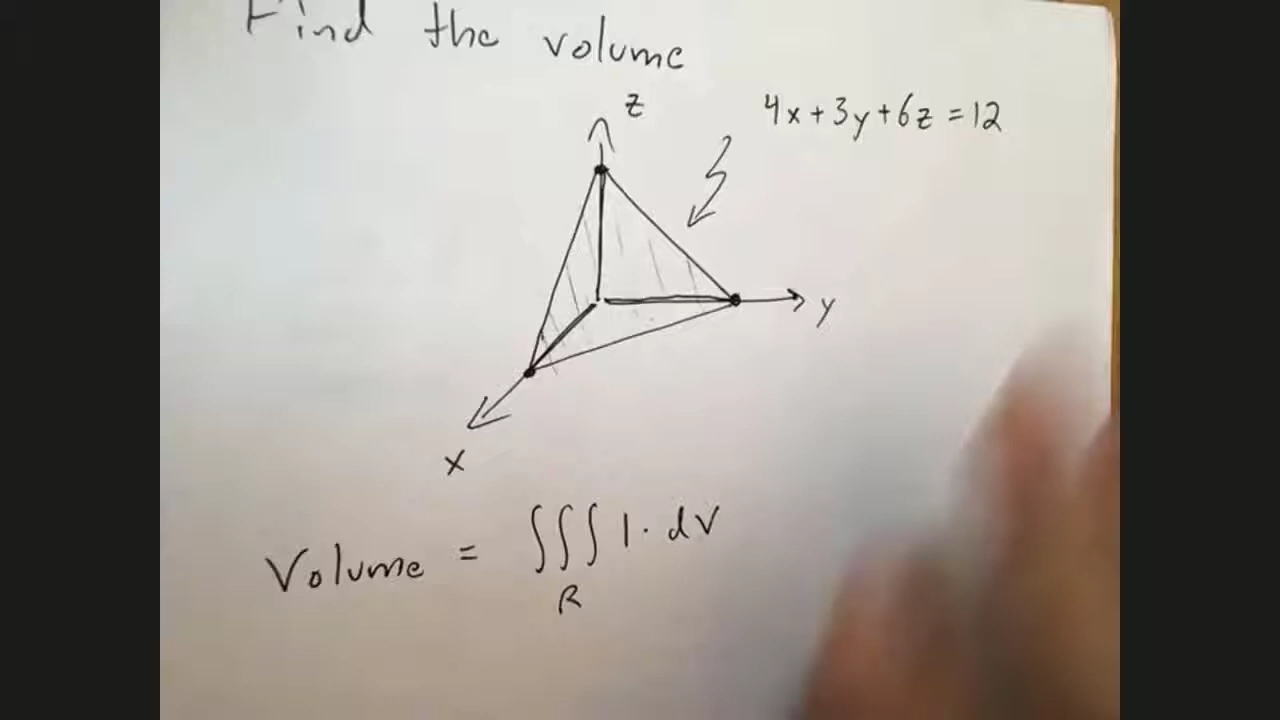 Find the volume
z
4x+3y+6z=12
y
x
Volume = ∫∫∫ 1· dV
R